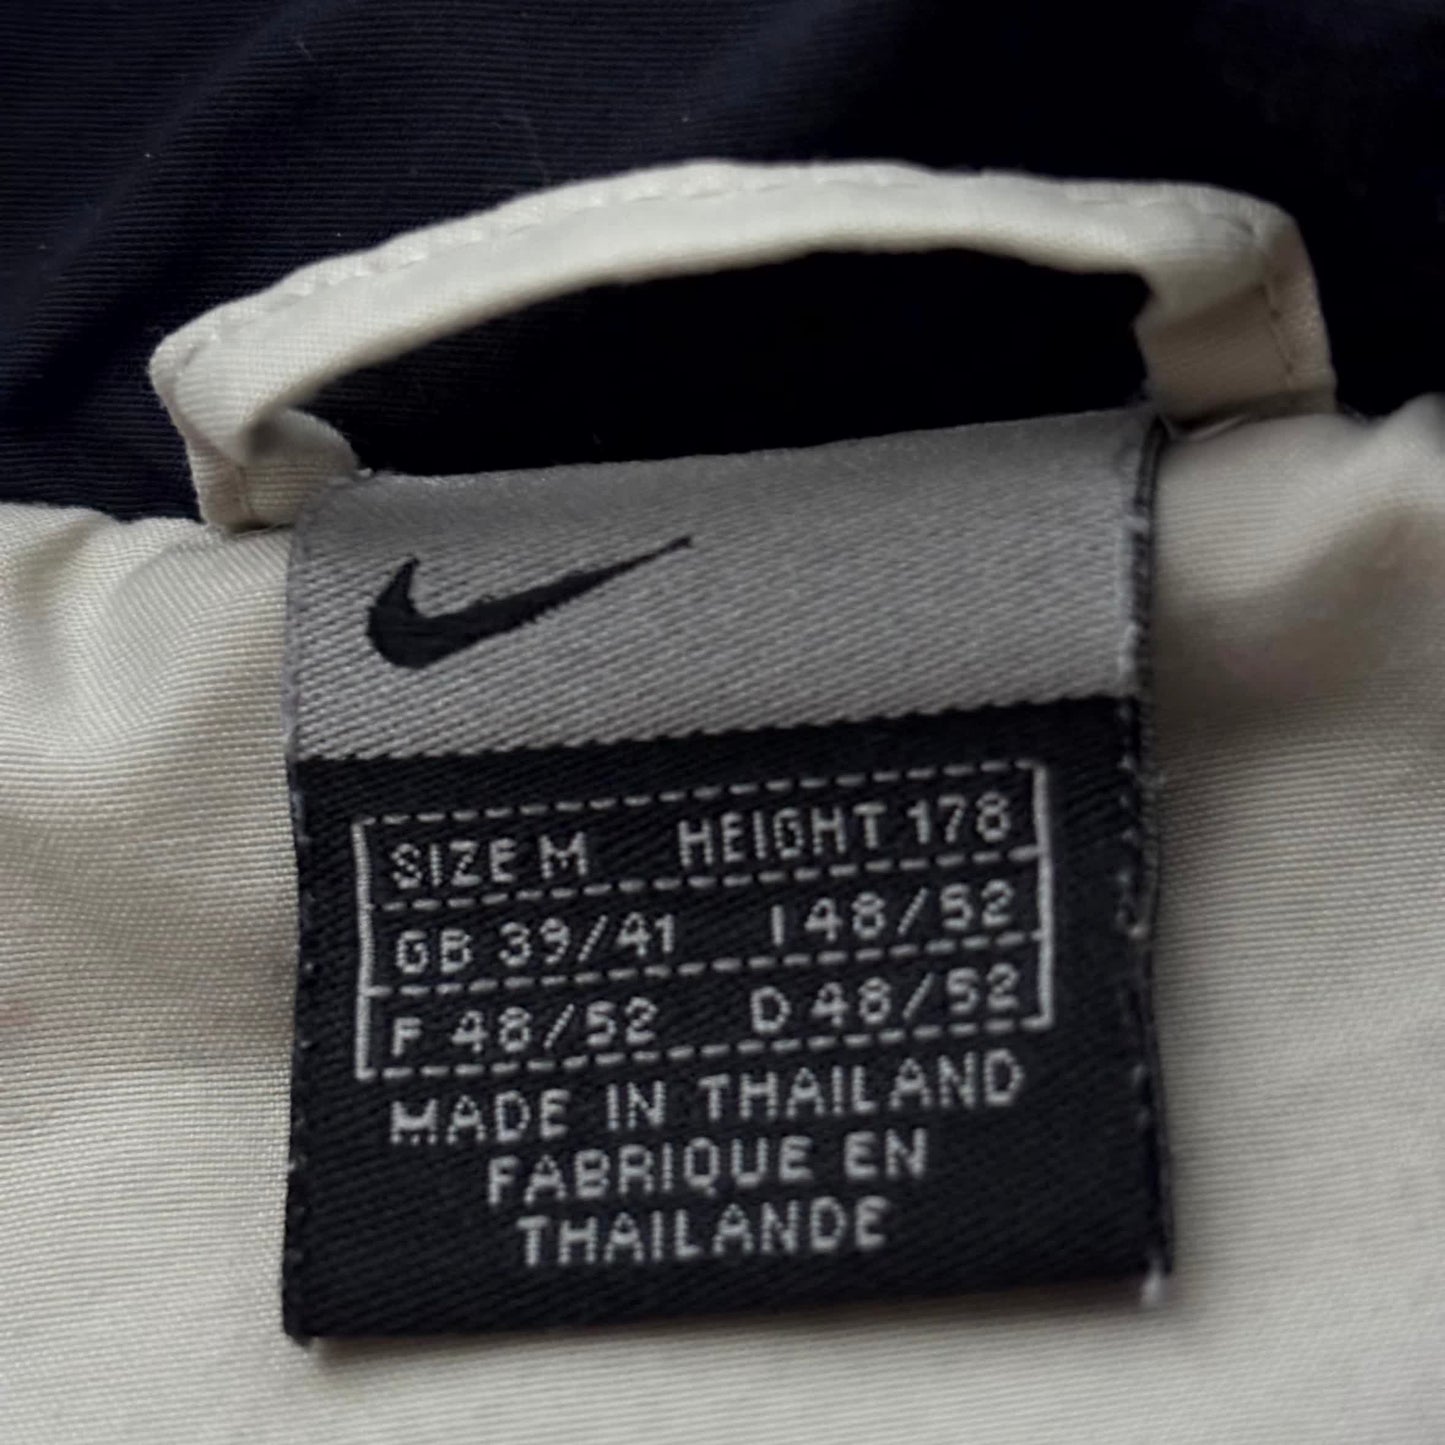 SIZE M HEIGHT 178
GB 39/41 I 48/52
F 48/52 D 48/52
MADE IN THAILAND
FABRIQUE EN
THAILANDE